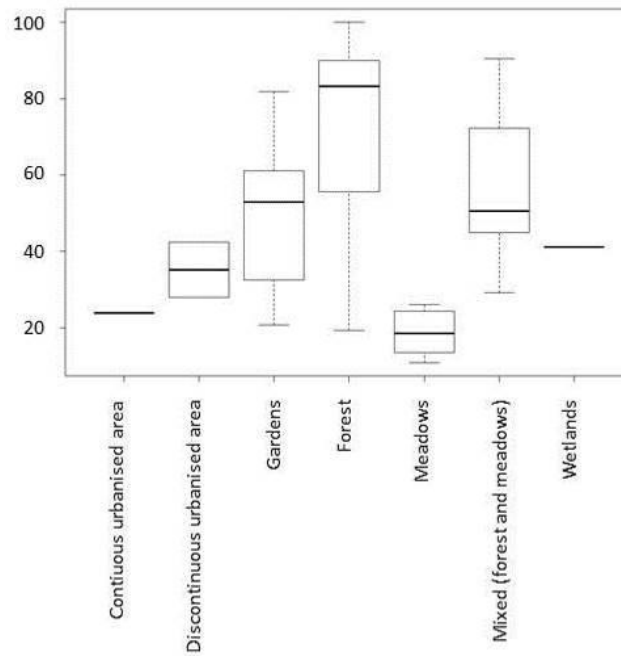 100
80
60
40
20
Contiuous urbanised area
Discontinuous urbanised area
Gardens
Forest
Meadows
Mixed (forest and meadows)
Wetlands